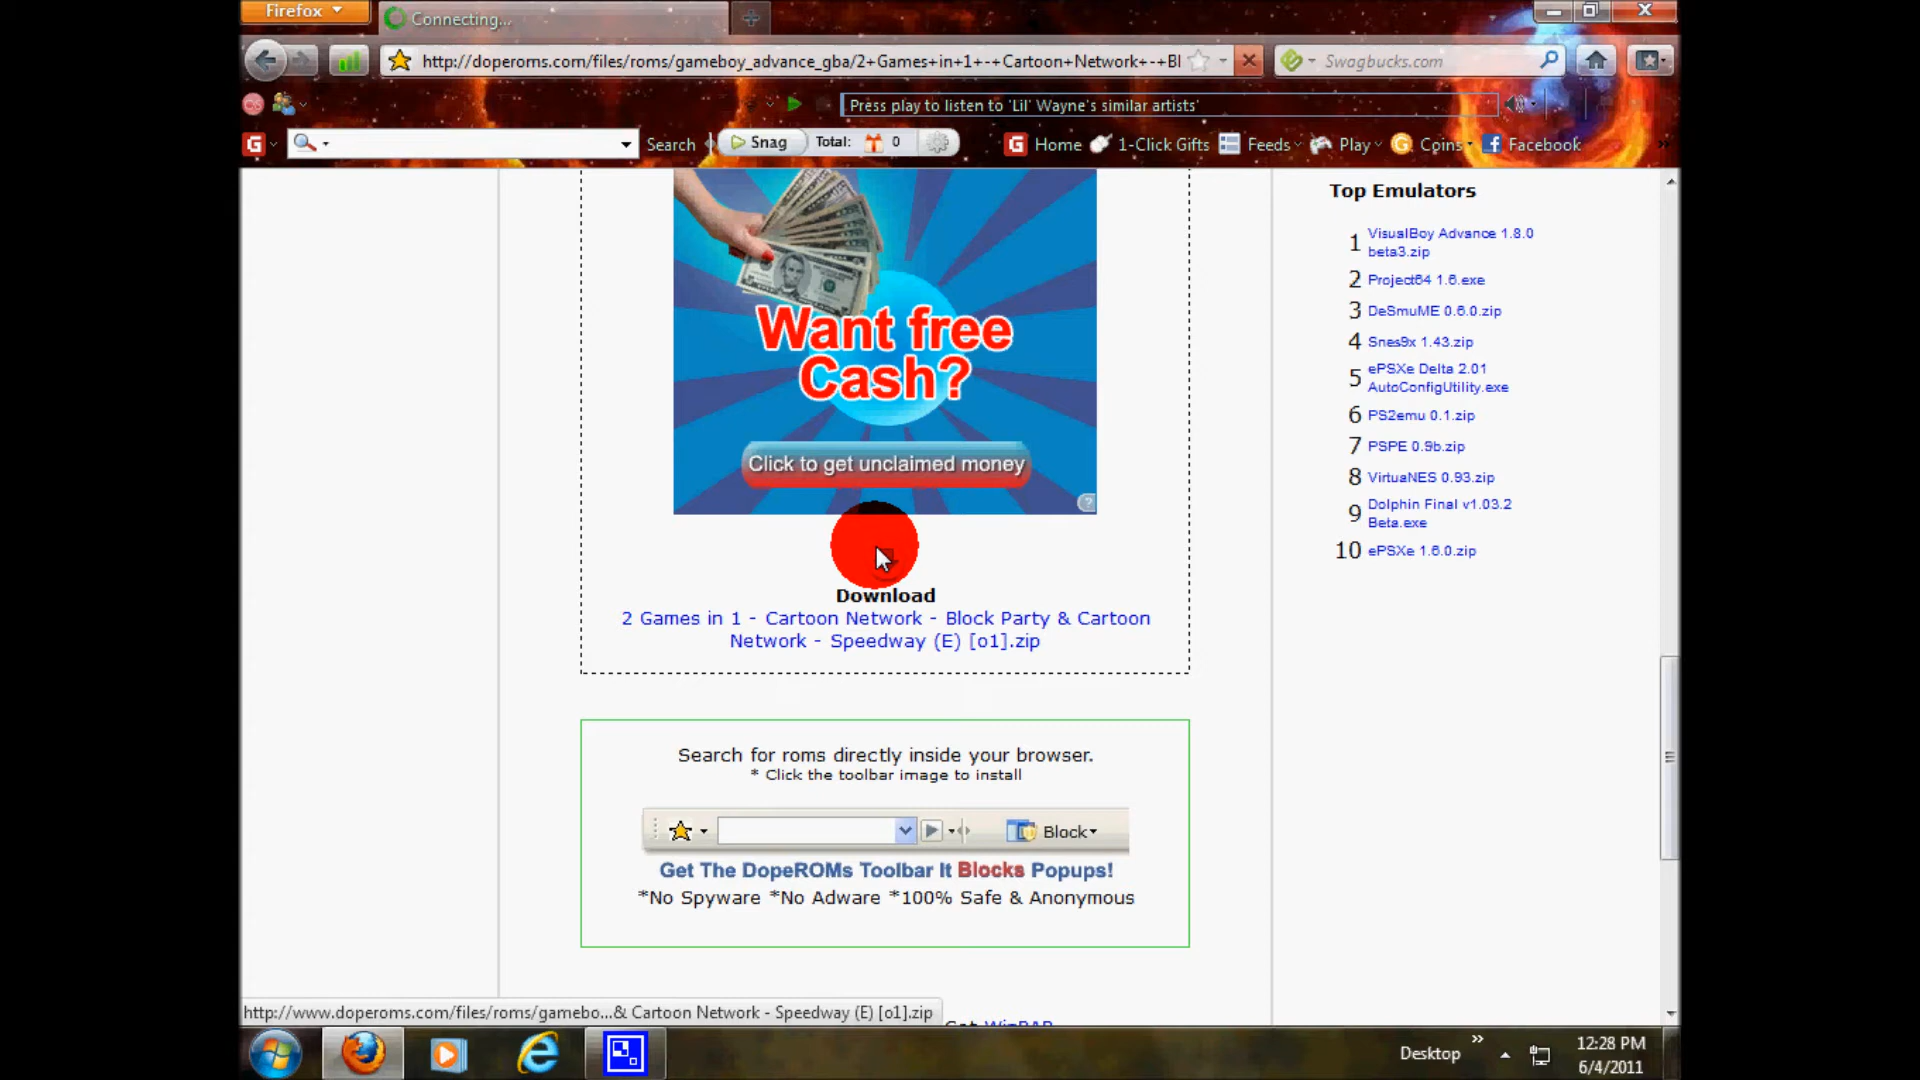 Firefox
Connecting...
http://doperoms.com/files/roms/gameboy_advance_gba/2+Games+in+1+-+Cartoon+Network+-+Bl
Swagbucks.com
Press play to listen to 'Lil' Wayne's similar artists'
G
Search
Snag
Total:
0
G
Home
1-Click Gifts
Feeds
Play
G
Coins
Facebook
Want free
Cash?
Click to get unclaimed money
?
Download
2 Games in 1 - Cartoon Network - Block Party & Cartoon
Network - Speedway (E) [o1].zip
Search for roms directly inside your browser.
* Click the toolbar image to install
Block
Get The DopeROMs Toolbar It Blocks Popups!
*No Spyware *No Adware *100% Safe & Anonymous
Get WinRAR
Top Emulators
1 VisualBoy Advance 1.8.0
beta3.zip
2 Project64 1.6.exe
3 DeSmuME 0.6.0.zip
4 Snes9x 1.43.zip
5 ePSXe Delta 2.01
AutoConfigUtility.exe
6 PS2emu 0.1.zip
7 PSPE 0.9b.zip
8 VirtuaNES 0.93.zip
9 Dolphin Final v1.03.2
Beta.exe
10 ePSXe 1.6.0.zip
http://www.doperoms.com/files/roms/gamebo...& Cartoon Network - Speedway (E) [o1].zip
Desktop
12:28 PM
6/4/2011